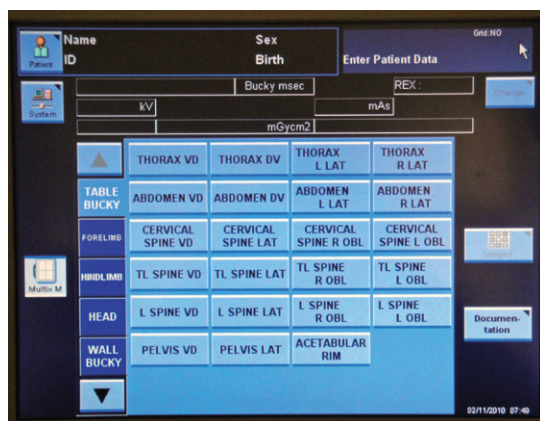 Name
Sex
Grid:NO
Patient
ID
Birth
Enter Patient Data
System
Bucky msec
REX :
Change
kV
mAs
mGycm2
THORAX VD
THORAX DV
THORAX L LAT
THORAX R LAT
TABLE BUCKY
ABDOMEN VD
ABDOMEN DV
ABDOMEN L LAT
ABDOMEN R LAT
FORELIMB
CERVICAL SPINE VD
CERVICAL SPINE LAT
CERVICAL SPINE R OBL
CERVICAL SPINE L OBL
Multix M
HINDLIMB
TL SPINE VD
TL SPINE LAT
TL SPINE R OBL
TL SPINE L OBL
HEAD
L SPINE VD
L SPINE LAT
L SPINE R OBL
L SPINE L OBL
Documen-
tation
WALL BUCKY
PELVIS VD
PELVIS LAT
ACETABULAR RIM
02/11/2010 07:49